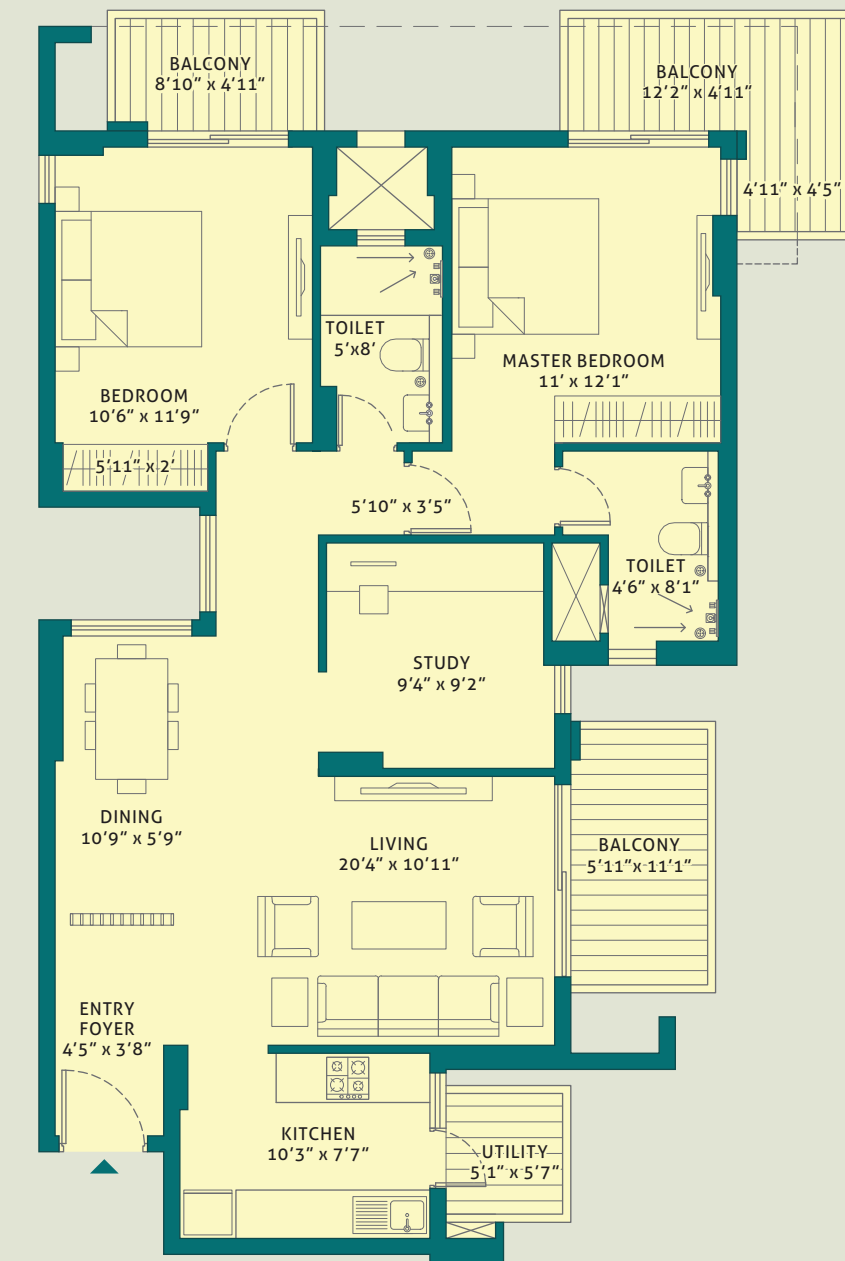 BALCONY
8'10" x 4'11"
BALCONY
12'2" x 4'11"
4'11" x 4'5"
TOILET
5'x8'
MASTER BEDROOM
11' x 12'1"
BEDROOM
10'6" x 11'9"
5'11" x 2'
5'10" x 3'5"
TOILET
4'6" x 8'1"
STUDY
9'4" x 9'2"
DINING
10'9" x 5'9"
LIVING
20'4" x 10'11"
BALCONY
5'11"x 11'1"
ENTRY
FOYER
4'5" x 3'8"
KITCHEN
10'3" x 7'7"
UTILITY
5'1" x 5'7"